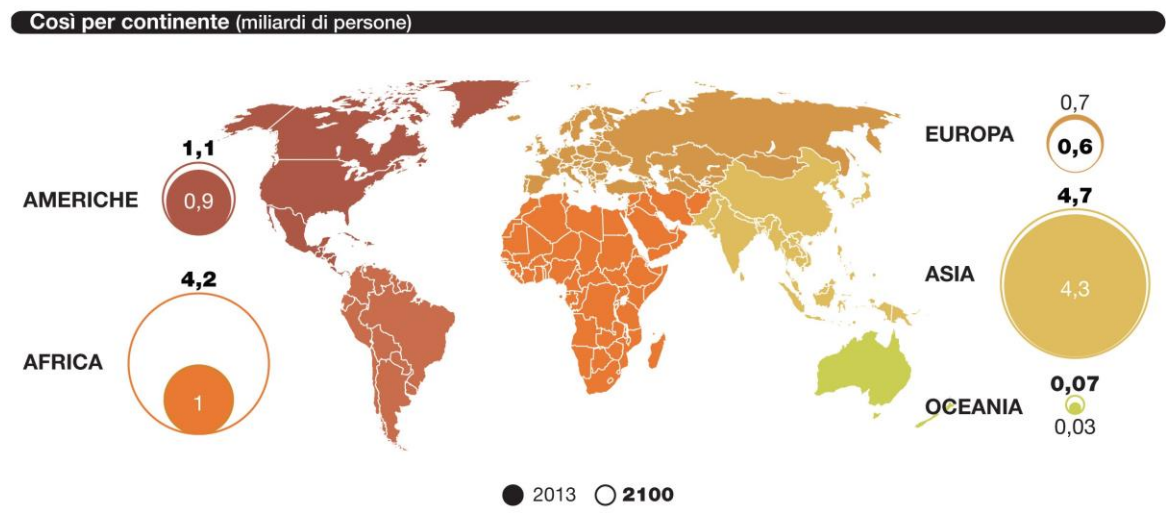 Così per continente (miliardi di persone)
AMERICHE
1,1
0,9
AFRICA
4,2
1
EUROPA
0,7
0,6
ASIA
4,7
4,3
OCEANIA
0,07
0,03
2013 2100